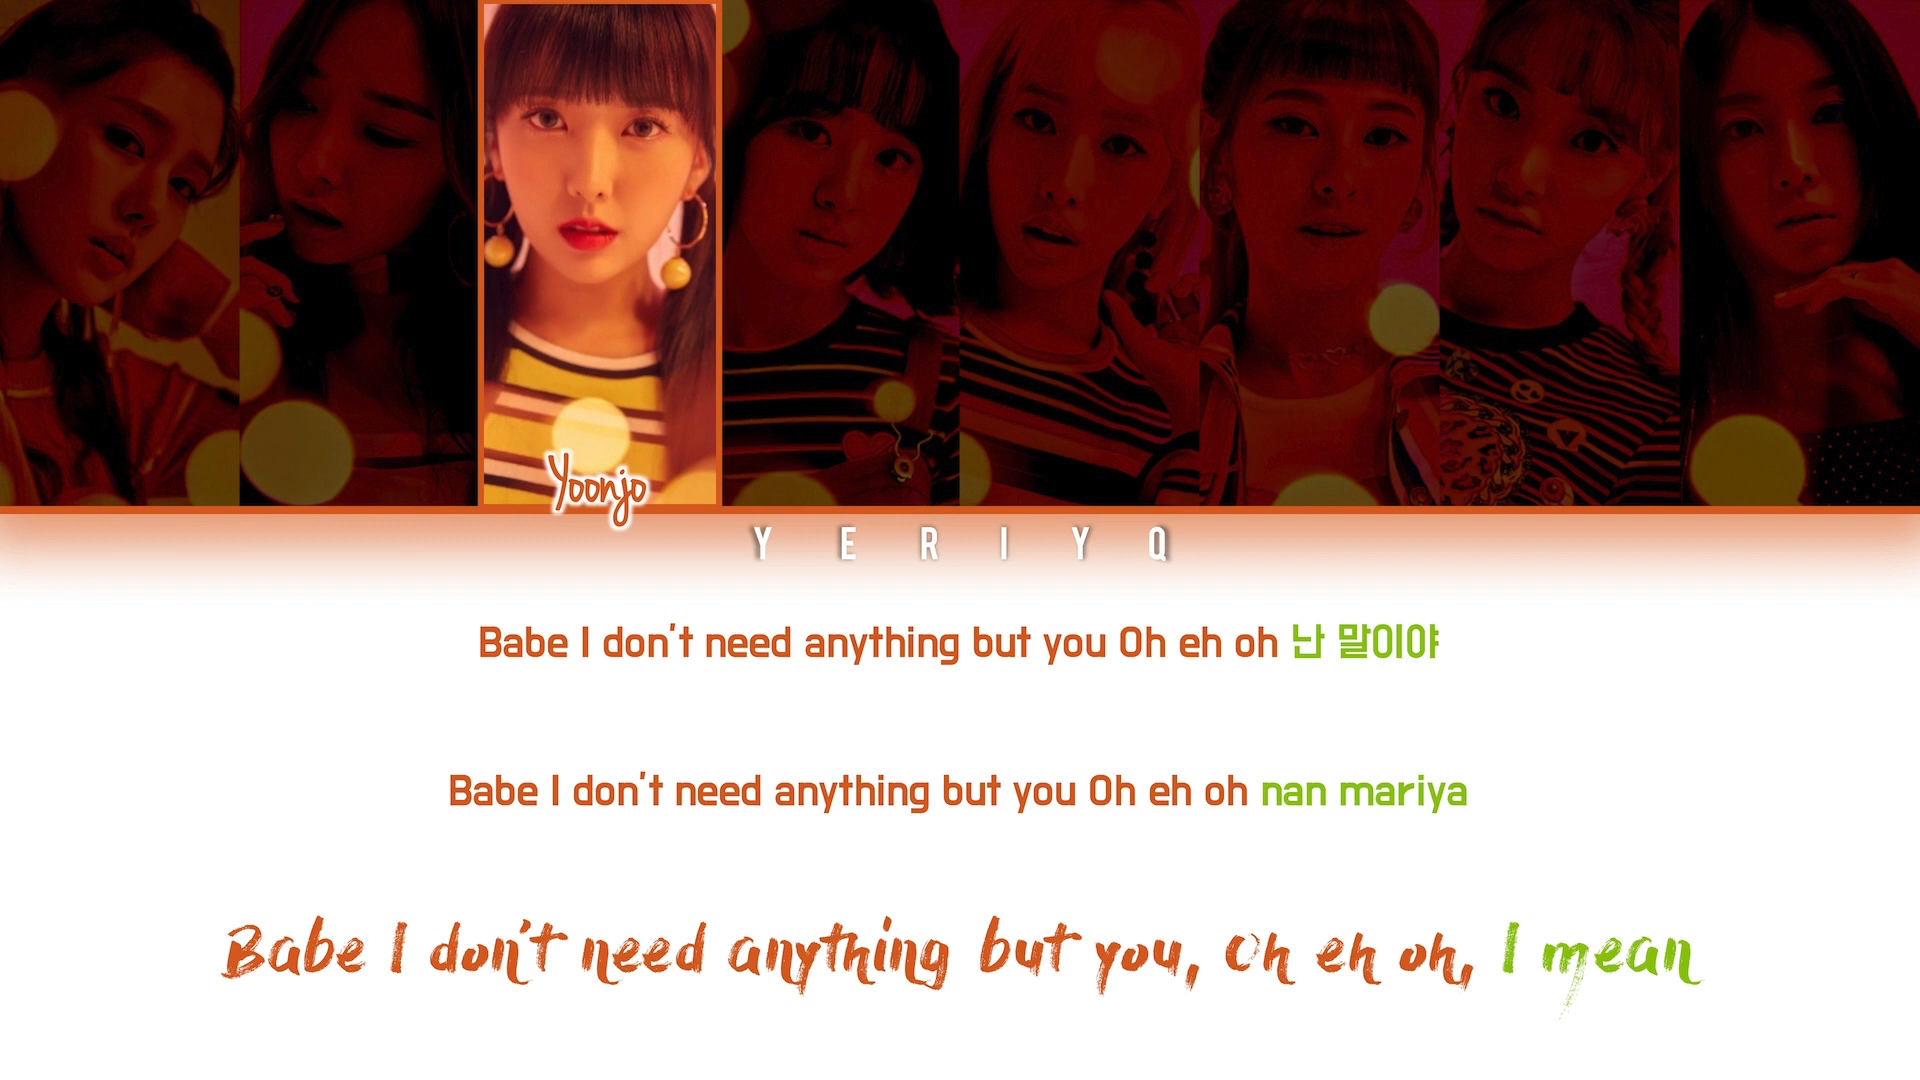 Yoonjo
YERIYQ
Babe I don't need anything but you Oh eh oh 난 말이야
Babe I don't need anything but you Oh eh oh nan mariya
Babe I don't need anything but you, Oh eh oh, I mean